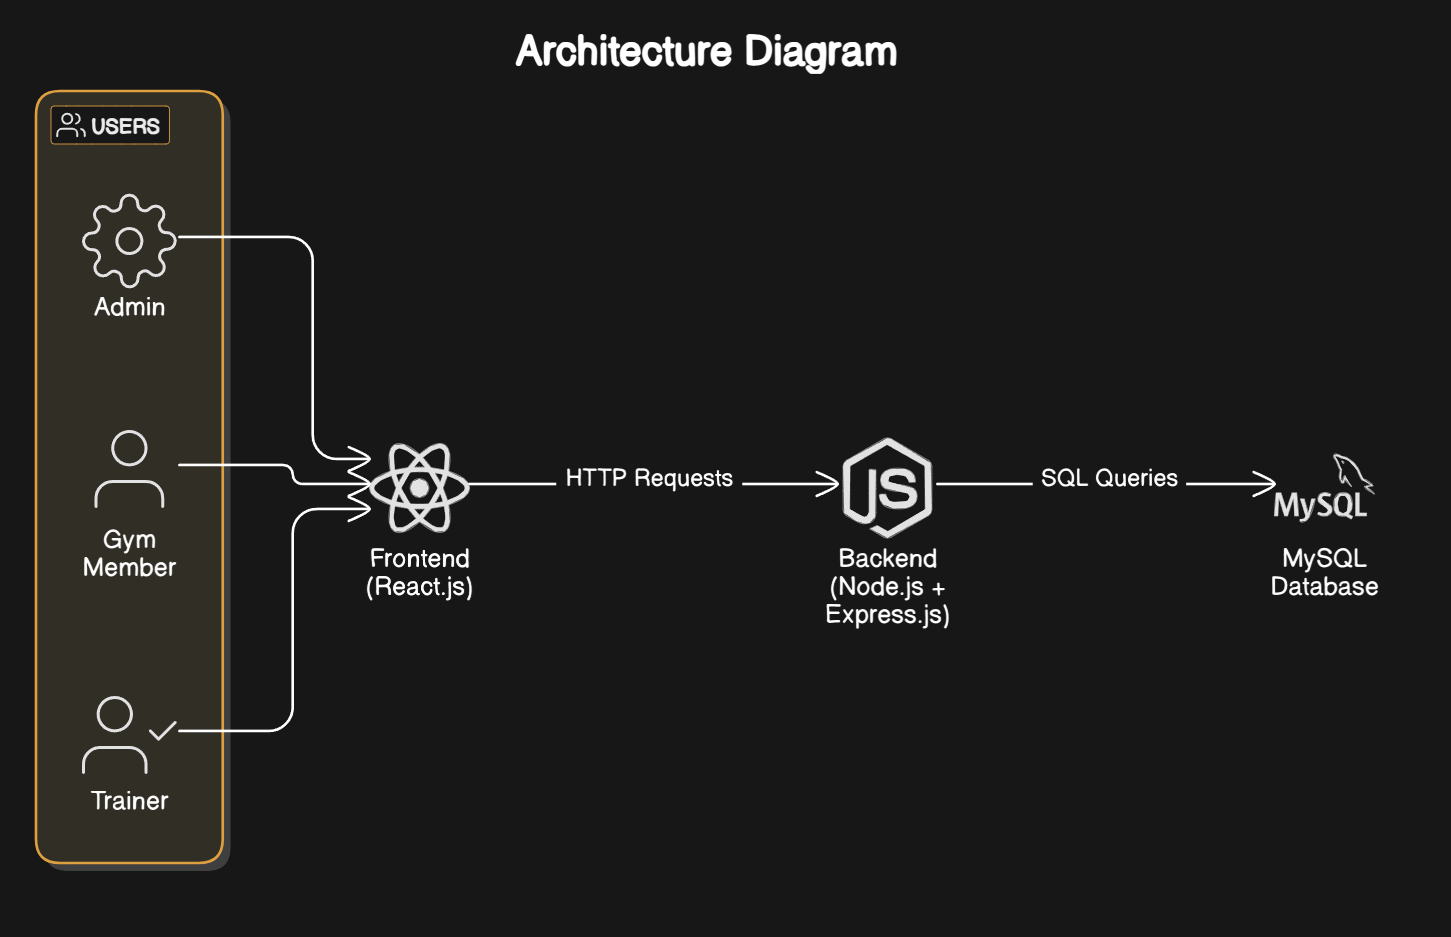 Architecture Diagram
USERS
Admin
Gym
Member
Trainer
Frontend
(React.js)
HTTP Requests
JS
Backend
(Node.js +
Express.js)
SQL Queries
MySQL
MySQL
Database